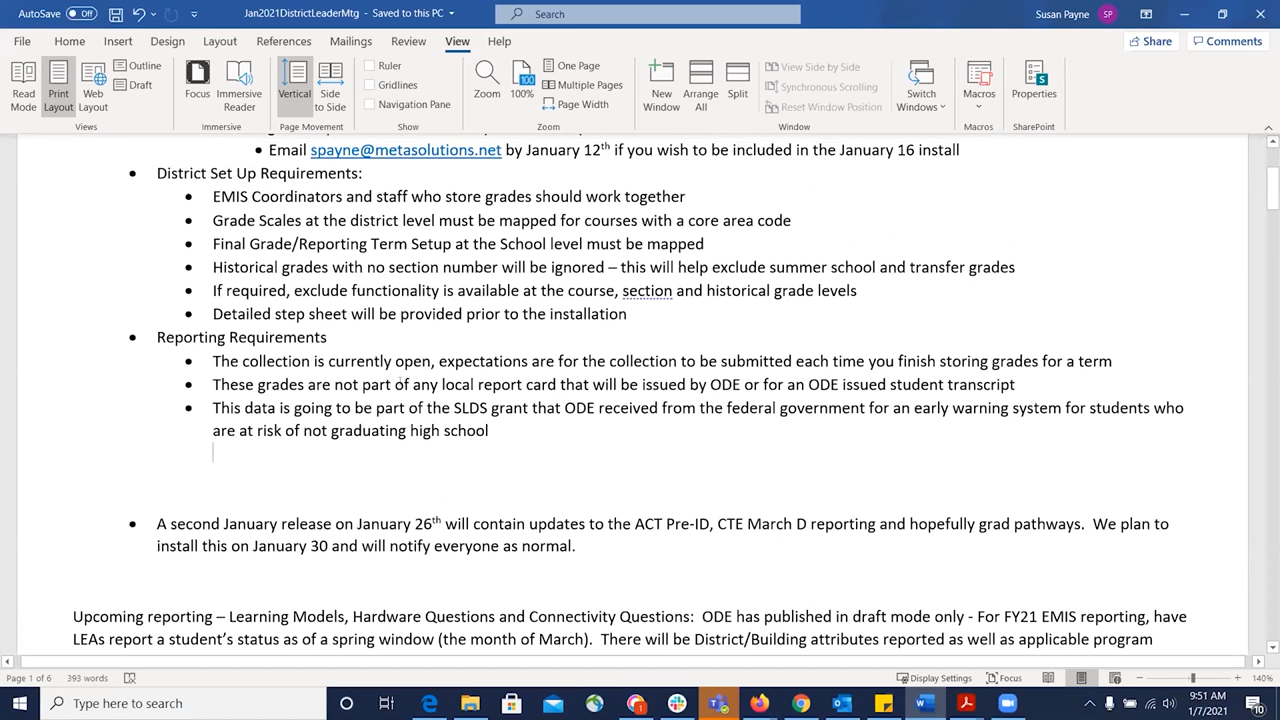 AutoSave Off Jan2021DistrictLeaderMtg - Saved to this PC Search Susan Payne SP
File Home Insert Design Layout References Mailings Review View Help Share Comments
Read Mode Print Layout Web Layout Outline Draft Focus Immersive Reader Vertical Side to Side Ruler Gridlines Navigation Pane Zoom 100 100% One Page Multiple Pages Page Width New Window Arrange All Split View Side by Side Synchronous Scrolling Reset Window Position Switch Windows Macros Properties
Views Immersive Page Movement Show Zoom Window Macros SharePoint
• Email spayne@metasolutions.net by January 12th if you wish to be included in the January 16 install
• District Set Up Requirements:
• EMIS Coordinators and staff who store grades should work together
• Grade Scales at the district level must be mapped for courses with a core area code
• Final Grade/Reporting Term Setup at the School level must be mapped
• Historical grades with no section number will be ignored – this will help exclude summer school and transfer grades
• If required, exclude functionality is available at the course, section and historical grade levels
• Detailed step sheet will be provided prior to the installation
• Reporting Requirements
• The collection is currently open, expectations are for the collection to be submitted each time you finish storing grades for a term
• These grades are not part of any local report card that will be issued by ODE or for an ODE issued student transcript
• This data is going to be part of the SLDS grant that ODE received from the federal government for an early warning system for students who
are at risk of not graduating high school
• A second January release on January 26th will contain updates to the ACT Pre-ID, CTE March D reporting and hopefully grad pathways. We plan to
install this on January 30 and will notify everyone as normal.
Upcoming reporting – Learning Models, Hardware Questions and Connectivity Questions: ODE has published in draft mode only - For FY21 EMIS reporting, have
LEAs report a student's status as of a spring window (the month of March). There will be District/Building attributes reported as well as applicable program
Page 1 of 6 393 words Display Settings Focus 140%
Type here to search 9:51 AM
1/7/2021